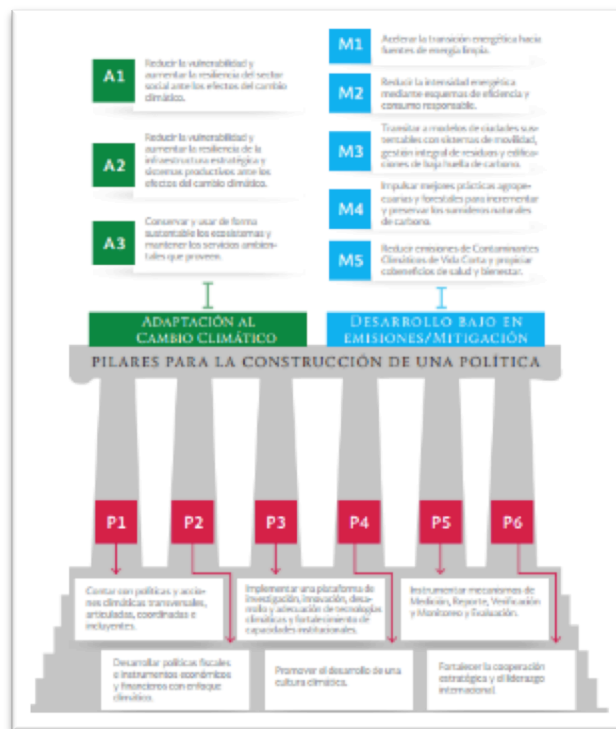 A1
Reducir la vulnerabilidad y
aumentar la resiliencia del sector
social ante los efectos del cambio
climático.
A2
Reducir la vulnerabilidad y
aumentar la resiliencia de la
infraestructura estratégica y
sistemas productivos ante los
efectos del cambio climático.
A3
Conservar y usar de forma
sustentable los ecosistemas y
mantener los servicios ambien-
tales que proveen.
M1
Acelerar la transición energética hacia
fuentes de energía limpia.
M2
Reducir la intensidad energética
mediante esquemas de eficiencia y
consumo responsable.
M3
Transitar a modelos de ciudades sus-
tentables con sistemas de movilidad,
gestión integral de residuos y edifica-
ciones de baja huella de carbono.
M4
Impulsar mejores prácticas agrope-
cuarias y forestales para incrementar
y preservar los sumideros naturales
de carbono.
M5
Reducir emisiones de Contaminantes
Climáticos de Vida Corta y propiciar
cobeneficios de salud y bienestar.
ADAPTACIÓN AL
CAMBIO CLIMÁTICO
DESARROLLO BAJO EN
EMISIONES/MITIGACIÓN
PILARES PARA LA CONSTRUCCIÓN DE UNA POLÍTICA
P1
P2
P3
P4
P5
P6
Contar con políticas y accio-
nes climáticas transversales,
articuladas, coordinadas e
incluyentes.
Implementar una plataforma de
investigación, innovación, desa-
rrollo y adecuación de tecnologías
climáticas y fortalecimiento de
capacidades institucionales.
Instrumentar mecanismos de
Medición, Reporte, Verificación
y Monitoreo y Evaluación.
Desarrollar políticas fiscales
e instrumentos económicos
y financieros con enfoque
climático.
Promover el desarrollo de una
cultura climática.
Fortalecer la cooperación
estratégica y el liderazgo
internacional.